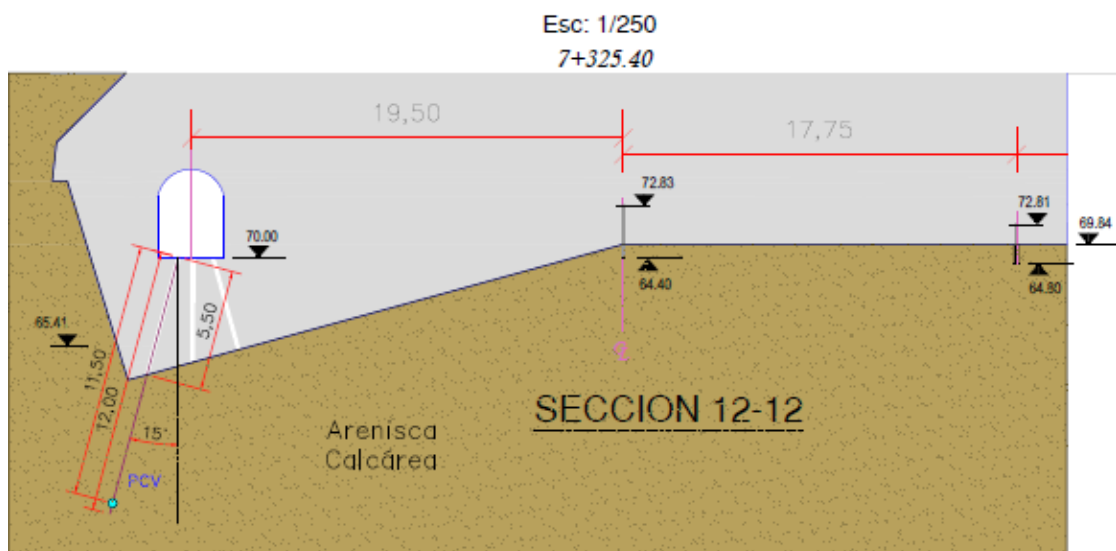 Esc: 1/250
7+325.40
19,50
17,75
72.83
72.81
69.84
70.00
64.40
64.60
65.41
5,50
11,50
12,00
15°
PCV
SECCION 12-12
Arenisca
Calcárea